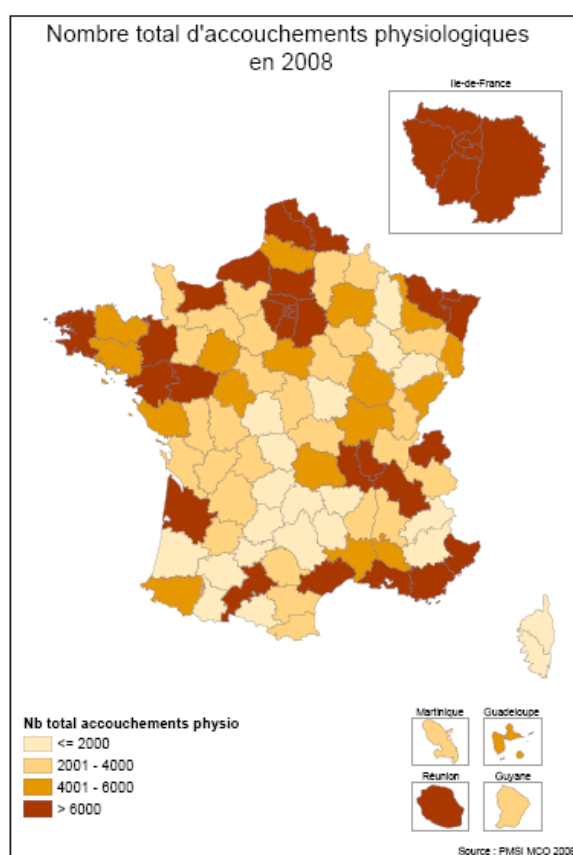 Nombre total d'accouchements physiologiques
en 2008
Ile-de-France
Nb total accouchements physio
<= 2000
2001 - 4000
4001 - 6000
> 6000
Martinique
Guadeloupe
Réunion
Guyane
Source : PMSI MCO 2008